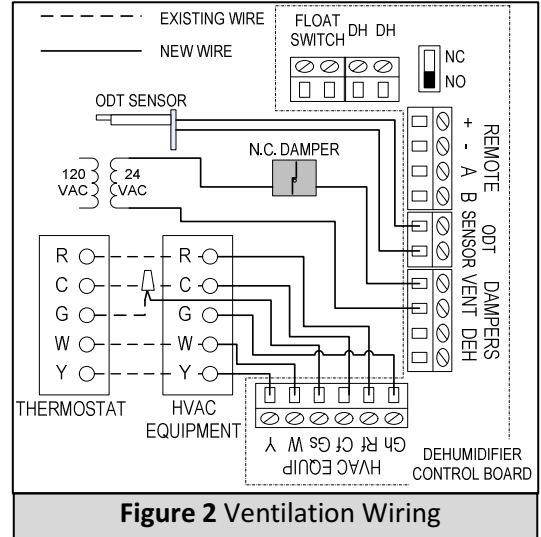 EXISTING WIRE
NEW WIRE
FLOAT SWITCH
DH DH
NC
NO
ODT SENSOR
N.C. DAMPER
120 VAC
24 VAC
+ - A B
REMOTE
ODT SENSOR
VENT DEH
DAMPERS
R R
C C
G G
W W
Y Y
THERMOSTAT
HVAC EQUIPMENT
Y W Gs Cf Rf Gh
HVAC EQUIP
DEHUMIDIFIER
CONTROL BOARD
Figure 2 Ventilation Wiring